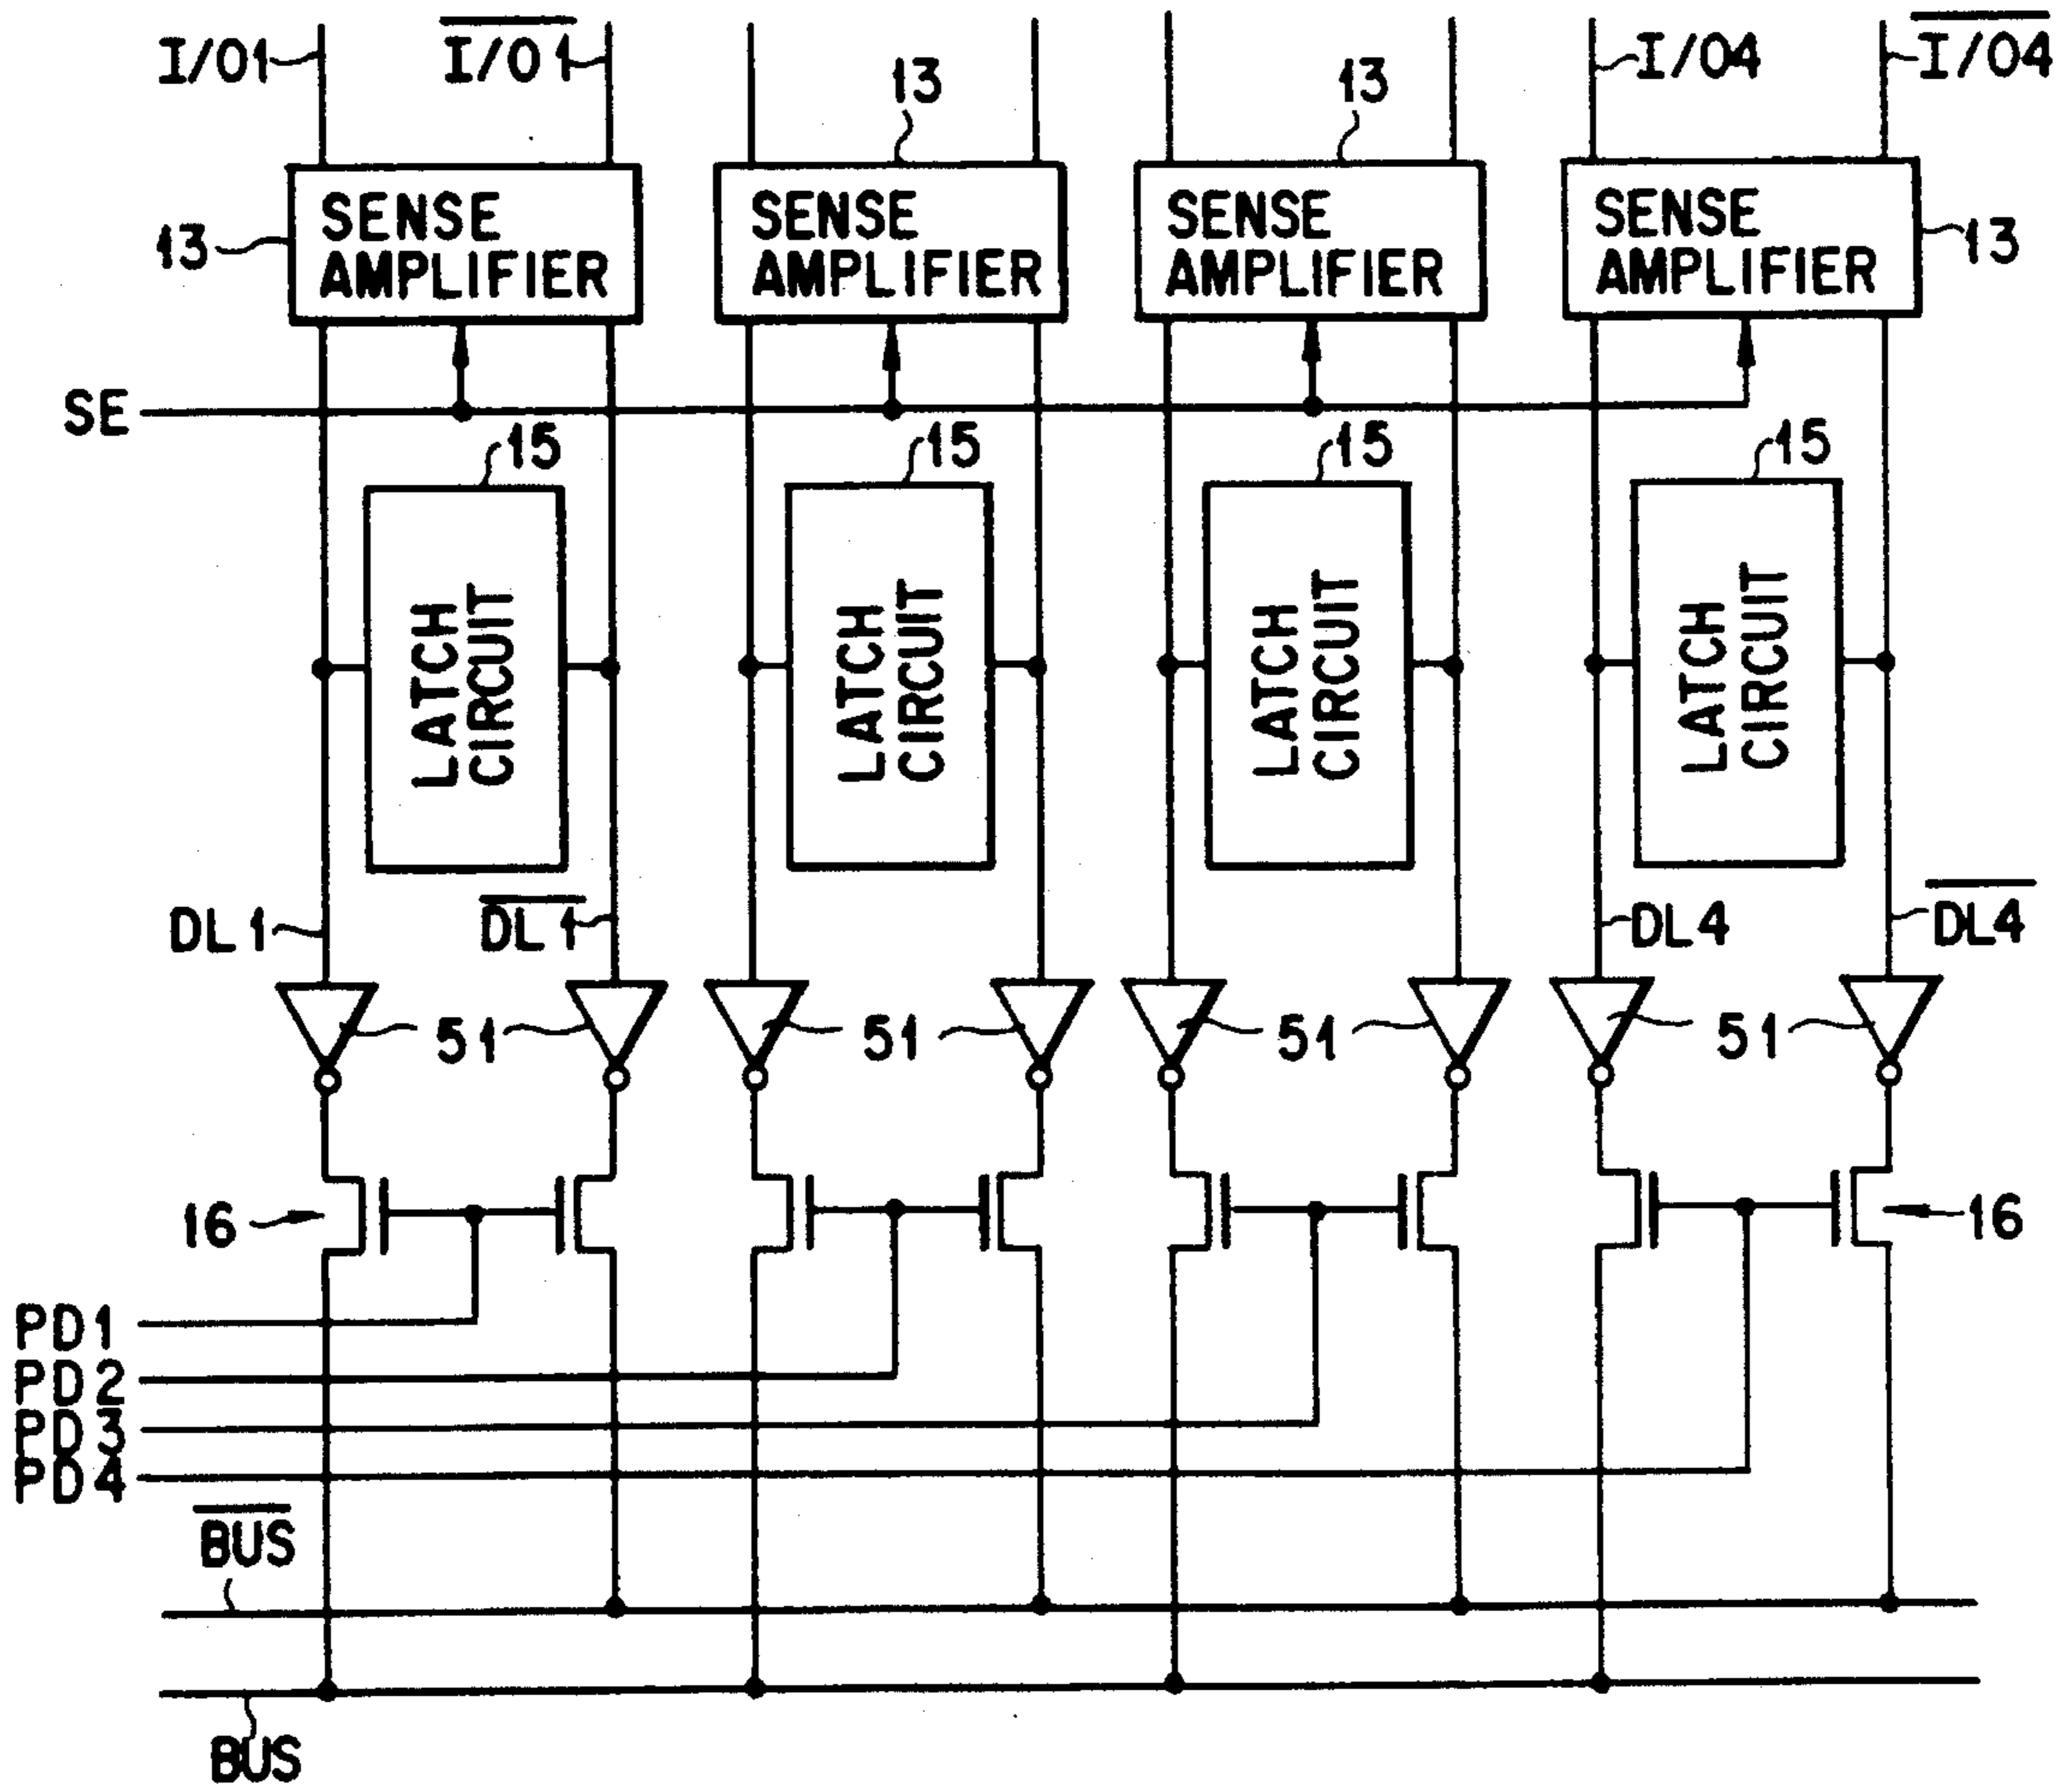 I/O1
I/O1
13
13
I/O4
I/O4
13
SENSE AMPLIFIER
SENSE AMPLIFIER
SENSE AMPLIFIER
SENSE AMPLIFIER
13
SE
15
15
15
15
LATCH CIRCUIT
LATCH CIRCUIT
LATCH CIRCUIT
LATCH CIRCUIT
DL1
DL1
DL4
DL4
51
51
51
51
16
16
PD1
PD2
PD3
PD4
BUS
BUS